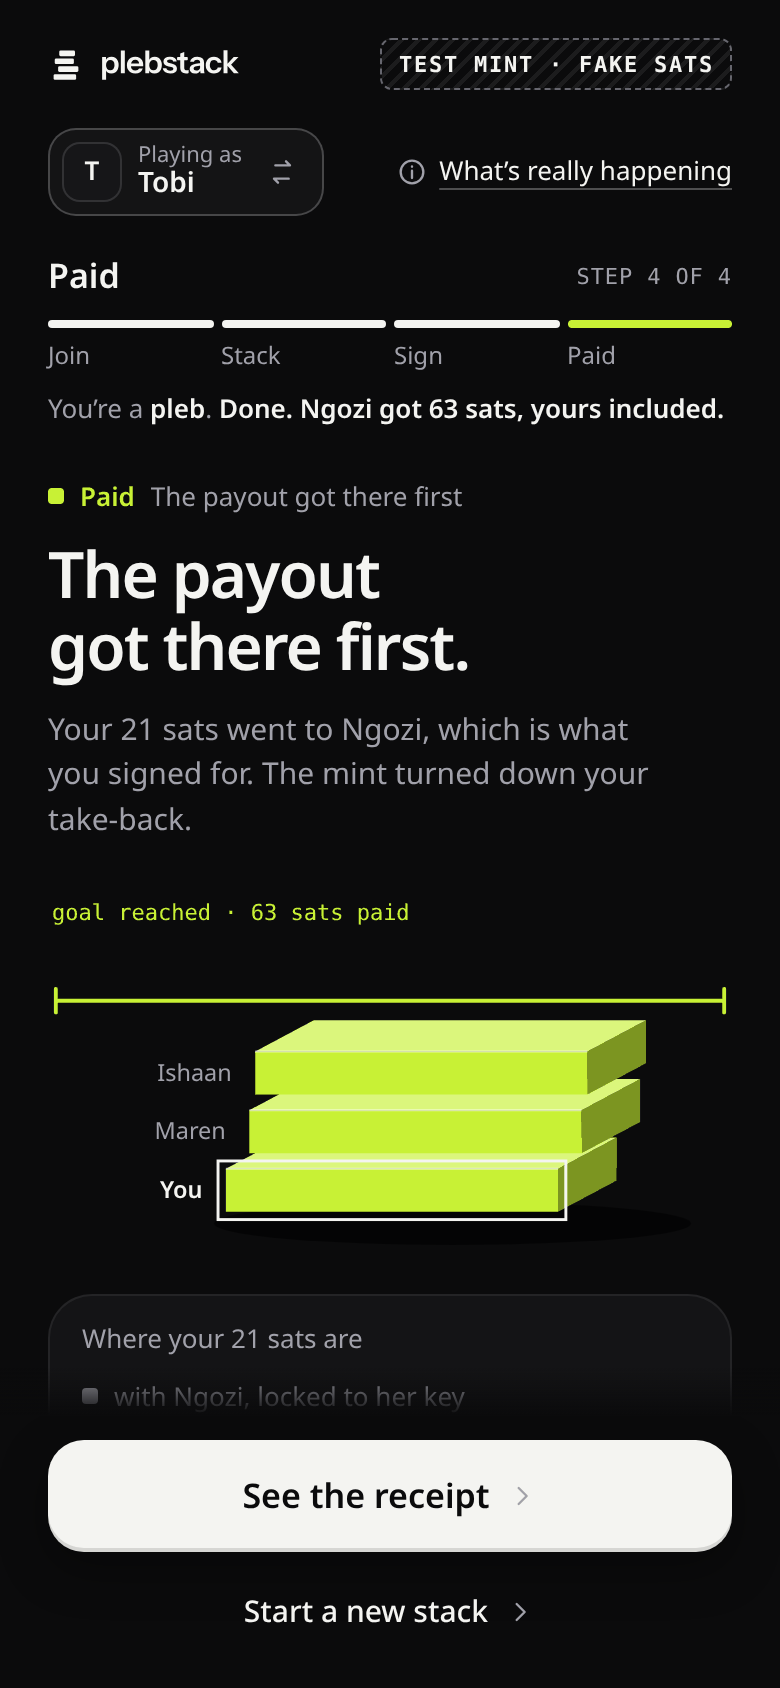 plebstack
TEST MINT · FAKE SATS
T
Playing as
Tobi
What’s really happening
Paid
STEP 4 OF 4
Join
Stack
Sign
Paid
You’re a pleb. Done. Ngozi got 63 sats, yours included.
Paid The payout got there first
The payout
got there first.
Your 21 sats went to Ngozi, which is what
you signed for. The mint turned down your
take-back.
goal reached · 63 sats paid
Ishaan
Maren
You
Where your 21 sats are
with Ngozi, locked to her key
See the receipt
Start a new stack